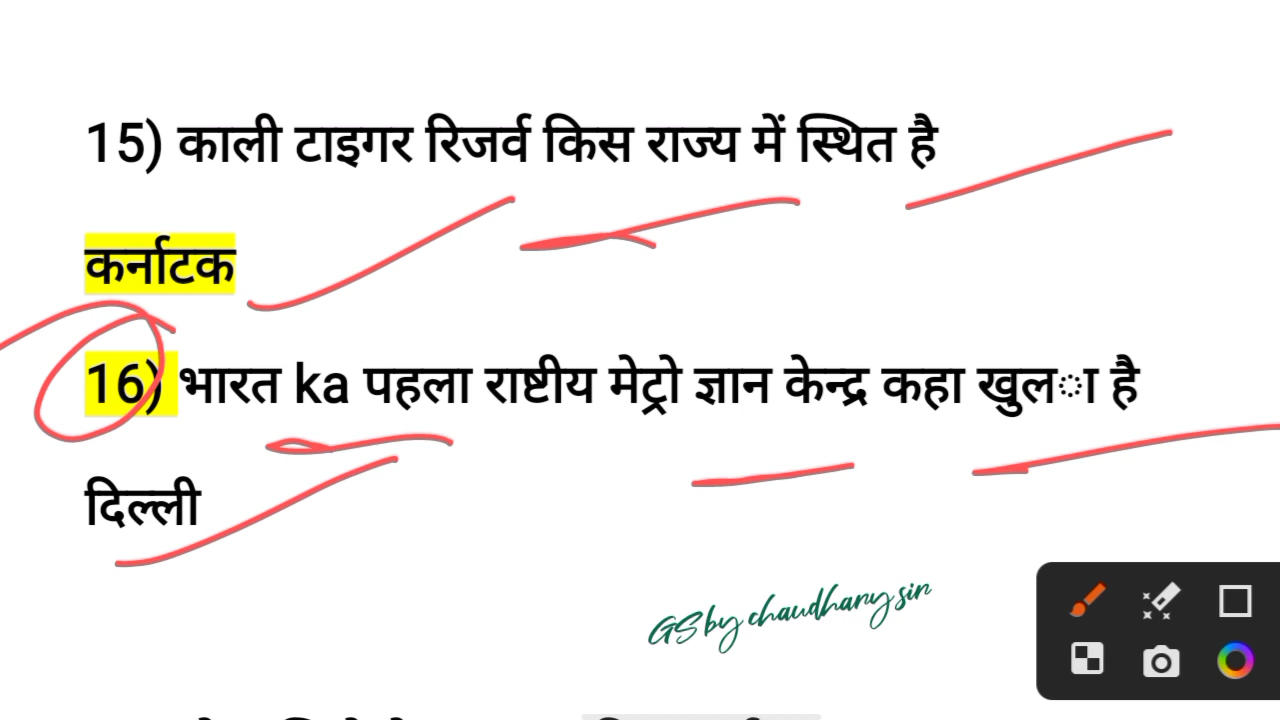 15) काली टाइगर रिजर्व किस राज्य में स्थित है
कर्नाटक
16) भारत ka पहला राष्टीय मेट्रो ज्ञान केन्द्र कहा खुलाा है
दिल्ली
GS by chaudhary sir